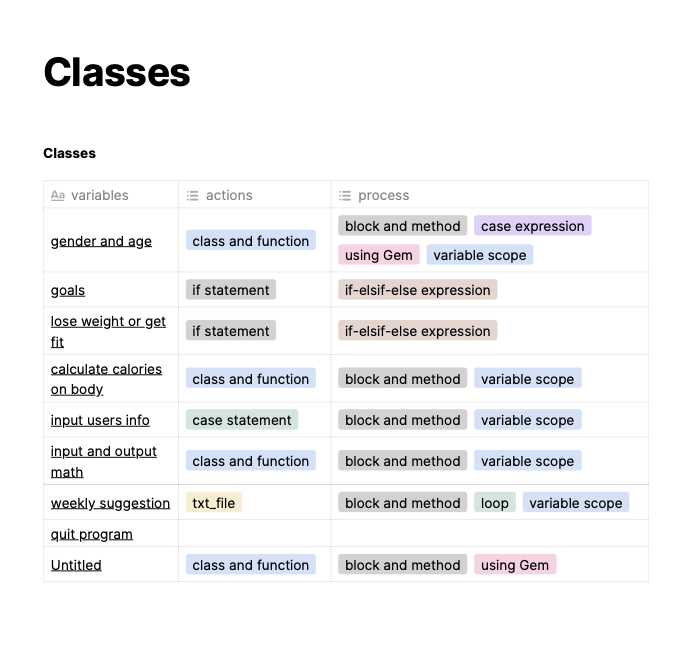 Classes
Classes
Aa variables actions process
gender and age class and function block and method case expression
using Gem variable scope
goals if statement if-elsif-else expression
lose weight or get
fit if statement if-elsif-else expression
calculate calories
on body class and function block and method variable scope
input users info case statement block and method variable scope
input and output
math class and function block and method variable scope
weekly suggestion txt_file block and method loop variable scope
quit program
Untitled class and function block and method using Gem